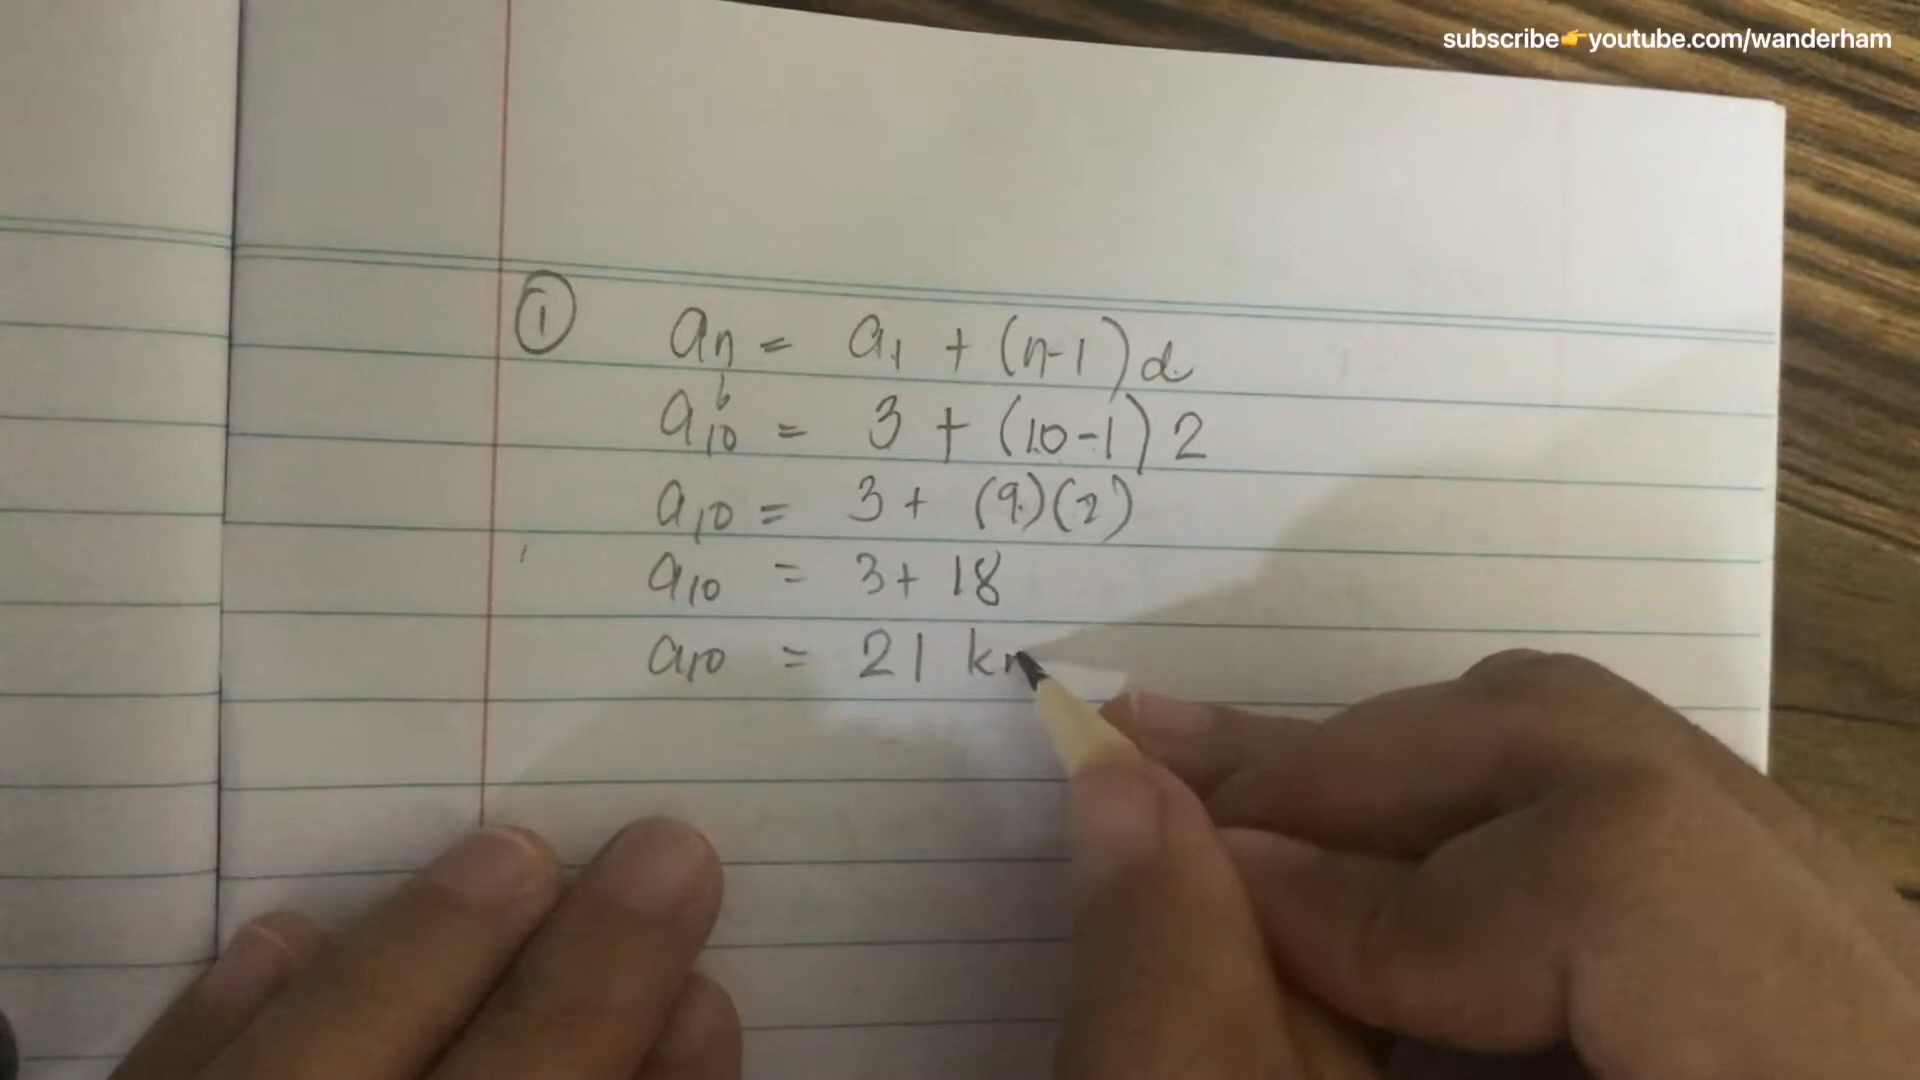 subscribe👉youtube.com/wanderham
① an = a1 + (n-1)d
a10 = 3 + (10-1) 2
a10 = 3 + (9)(2)
a10 = 3 + 18
a10 = 21 km